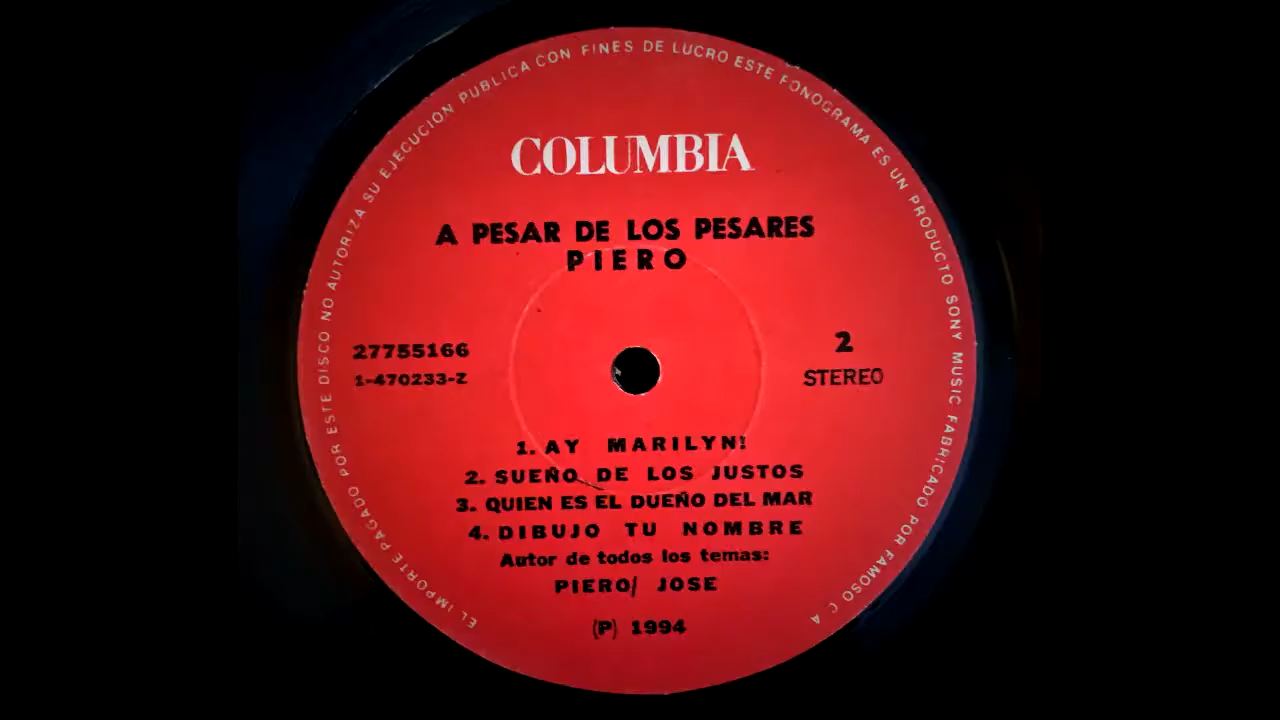 EL IMPORTE PAGADO POR ESTE DISCO NO AUTORIZA SU EJECUCION PUBLICA CON FINES DE LUCRO ESTE FONOGRAMA ES UN PRODUCTO SONY MUSIC FABRICADO POR FAMOSO C A
COLUMBIA
A PESAR DE LOS PESARES
PIERO
27755166
1-470233-Z
2
STEREO
1. AY MARILYN!
2. SUEÑO DE LOS JUSTOS
3. QUIEN ES EL DUEÑO DEL MAR
4. DIBUJO TU NOMBRE
Autor de todos los temas:
PIERO/ JOSE
(P) 1994